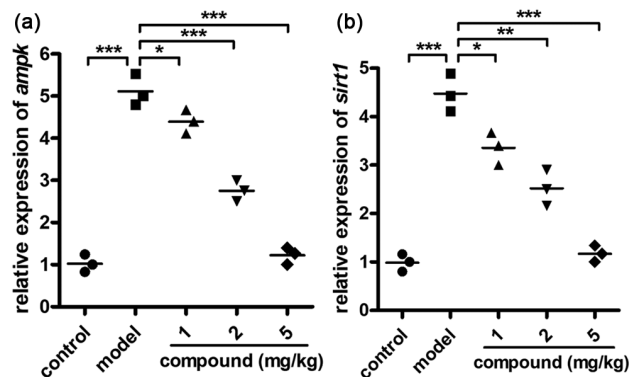 (a)
relative expression of ampk
6
5
4
3
2
1
0
***
***
*
***
control
model
1
2
5
compound (mg/kg)
(b)
relative expression of sirt1
5
4
3
2
1
0
***
**
***
*
control
model
1
2
5
compound (mg/kg)